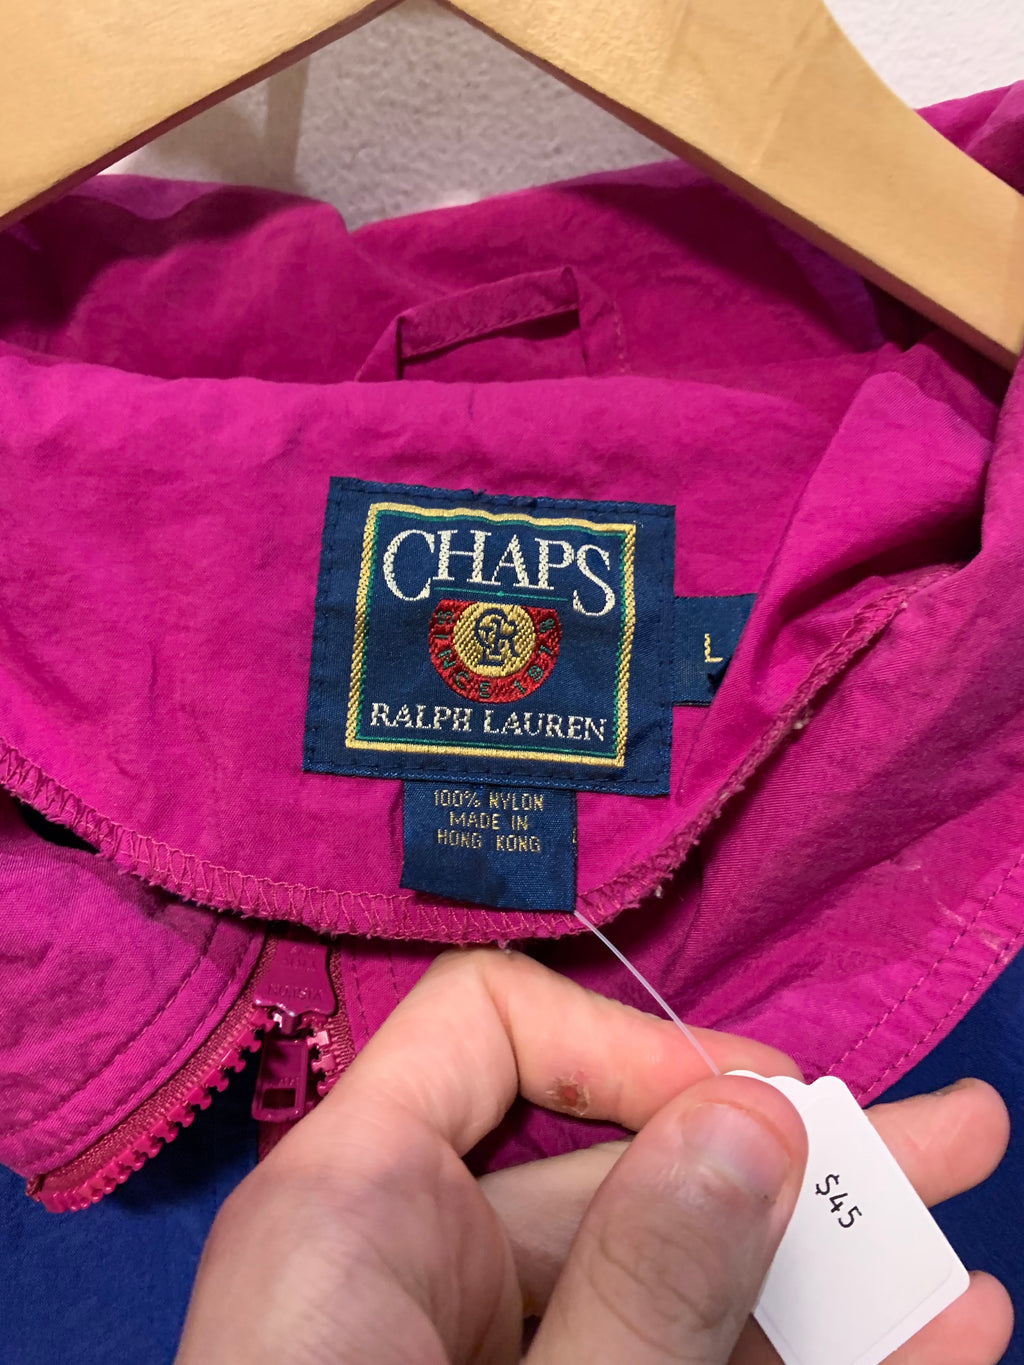 CHAPS
SINCE 1978
RALPH LAUREN
L
100% NYLON
MADE IN
HONG KONG
$45